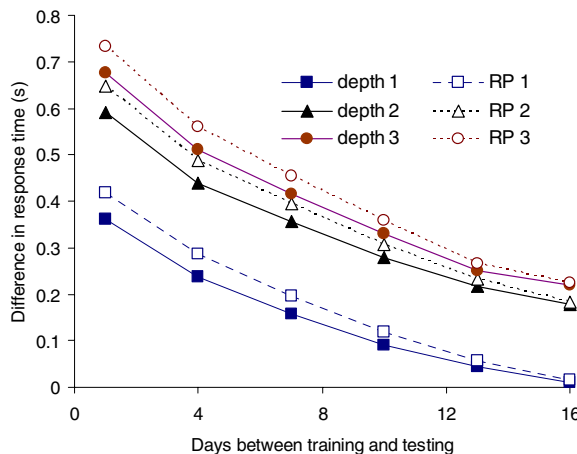 0.8
0.7
0.6
0.5
0.4
0.3
0.2
0.1
0
Difference in response time (s)
depth 1
RP 1
depth 2
RP 2
depth 3
RP 3
0 4 8 12 16
Days between training and testing